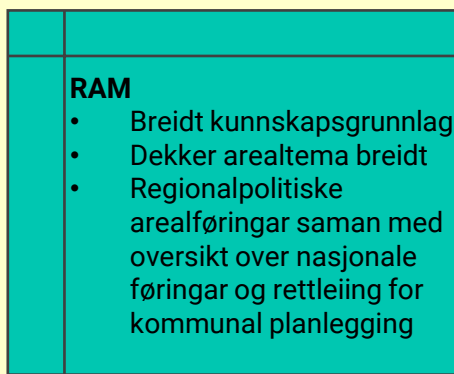 RAM
• Breidt kunnskapsgrunnlag
• Dekker arealtema breidt
• Regionalpolitiske
arealføringar saman med
oversikt over nasjonale
føringar og rettleiing for
kommunal planlegging